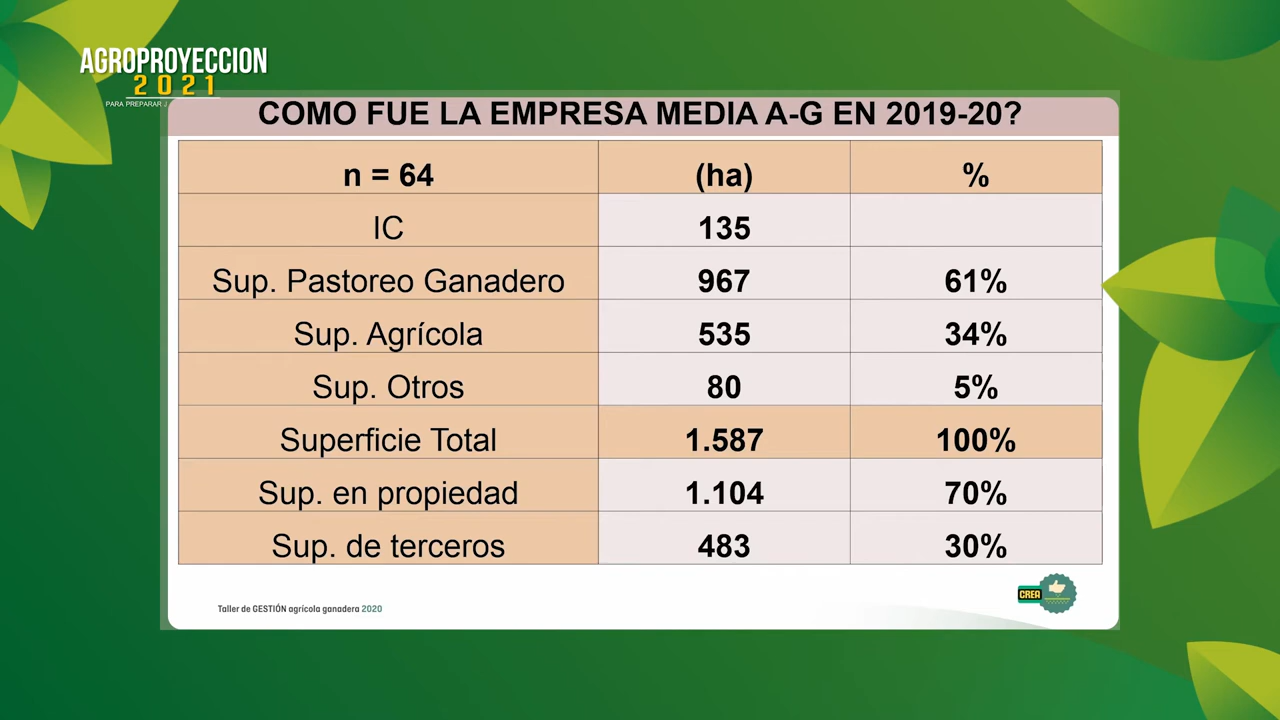 AGROPROYECCION
2021
PARA PREPARAR
COMO FUE LA EMPRESA MEDIA A-G EN 2019-20?
n = 64 (ha) %
IC 135
Sup. Pastoreo Ganadero 967 61%
Sup. Agrícola 535 34%
Sup. Otros 80 5%
Superficie Total 1.587 100%
Sup. en propiedad 1.104 70%
Sup. de terceros 483 30%
Taller de GESTIÓN agrícola ganadera 2020
CREA